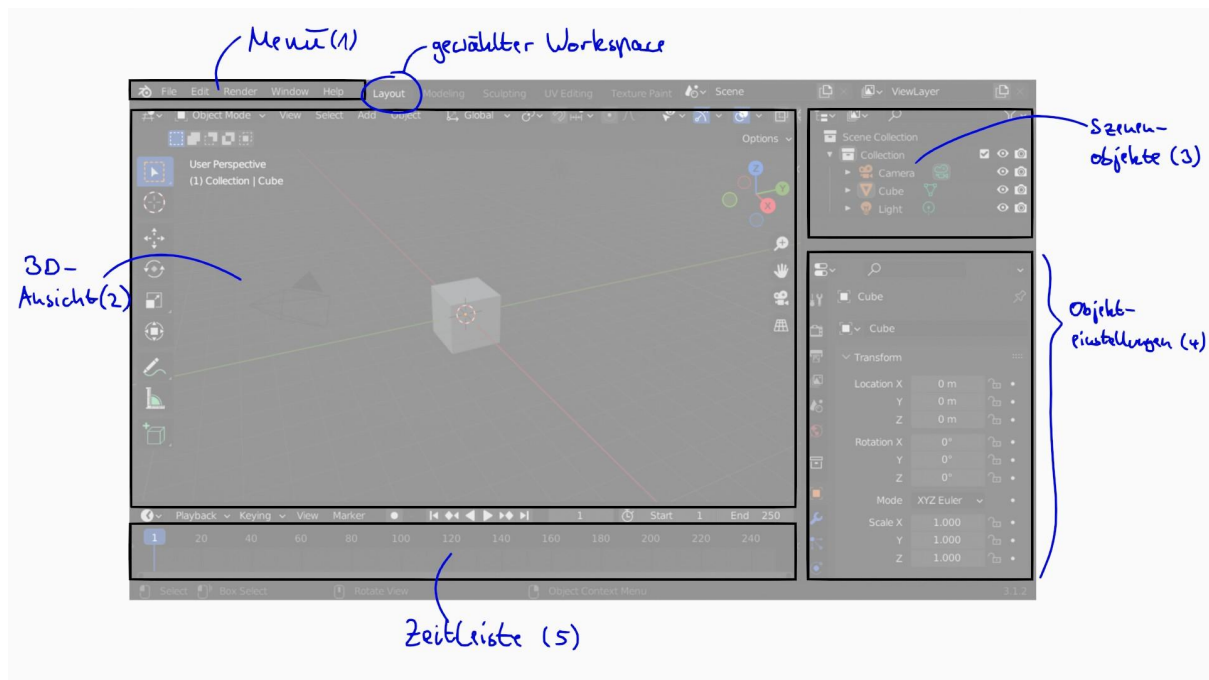 Menü (1)
gewählter Workspace
File Edit Render Window Help
Layout Modeling Sculpting UV Editing Texture Paint
Scene
ViewLayer
Object Mode View Select Add Object
Global
Options
User Perspective
(1) Collection | Cube
Z
Y
X
Scene Collection
Collection
Camera
Cube
Light
Szenen-
objekte (3)
3D-
Ansicht (2)
Cube
Cube
Transform
Location X 0 m
Y 0 m
Z 0 m
Rotation X 0°
Y 0°
Z 0°
Mode XYZ Euler
Scale X 1.000
Y 1.000
Z 1.000
Objekt-
einstellungen (4)
Playback Keying View Marker
1 Start 1 End 250
1 20 40 60 80 100 120 140 160 180 200 220 240
Select Box Select Rotate View Object Context Menu 3.1.2
Zeitleiste (5)